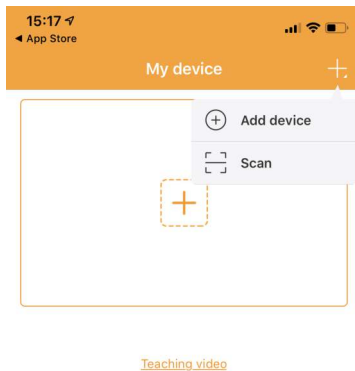 15:17
◀ App Store
My device
Add device
Scan
Teaching video